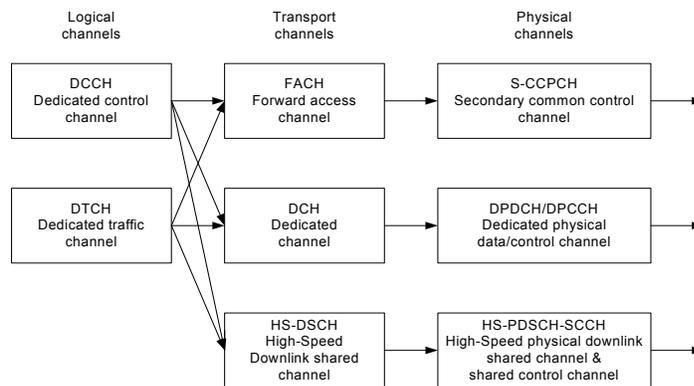 Logical
channels
Transport
channels
Physical
channels
DCCH
Dedicated control
channel
FACH
Forward access
channel
S-CCPCH
Secondary common control
channel
DTCH
Dedicated traffic
channel
DCH
Dedicated
channel
DPDCH/DPCCH
Dedicated physical
data/control channel
HS-DSCH
High-Speed
Downlink shared
channel
HS-PDSCH-SCCH
High-Speed physical downlink
shared channel &
shared control channel